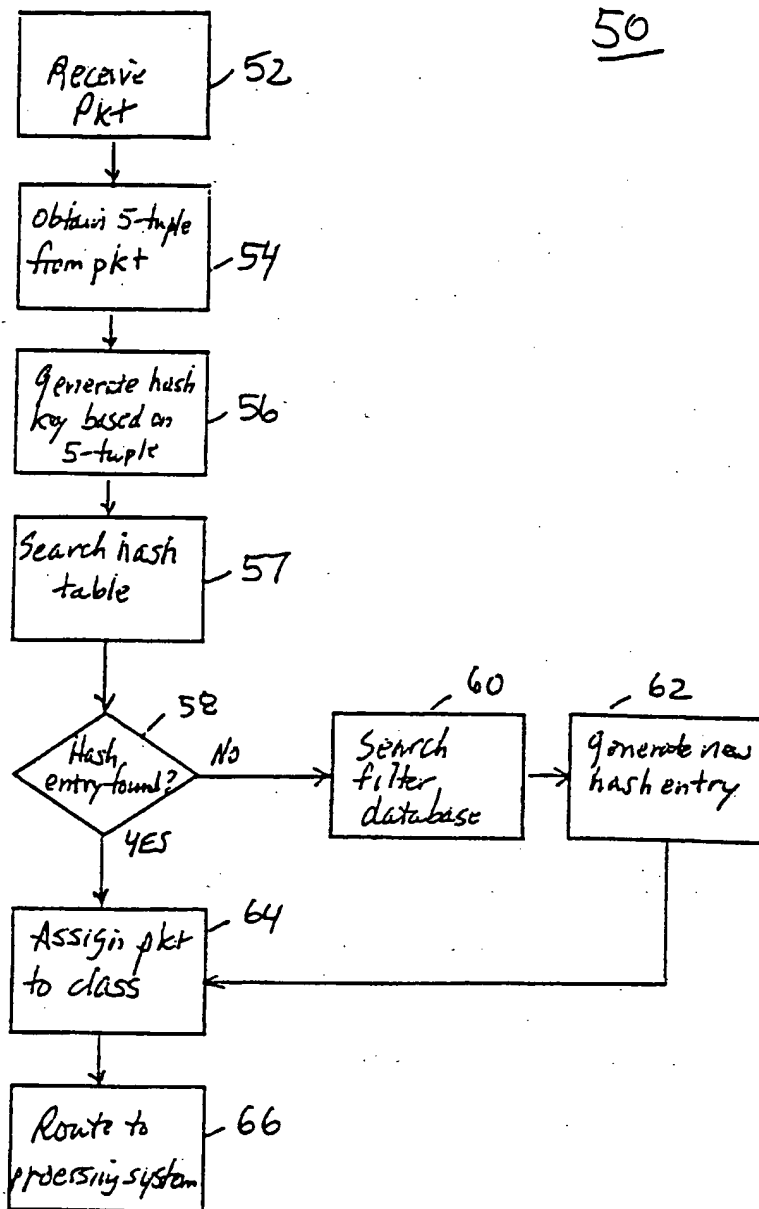 50
Receive
Pkt
52
Obtain 5-tuple
from pkt
54
Generate hash
key based on
5-tuple
56
Search hash
table
57
58
Hash
entry found?
No
YES
60
Search
filter
database
62
generate new
hash entry
64
Assign pkt
to class
Route to
processing system
66